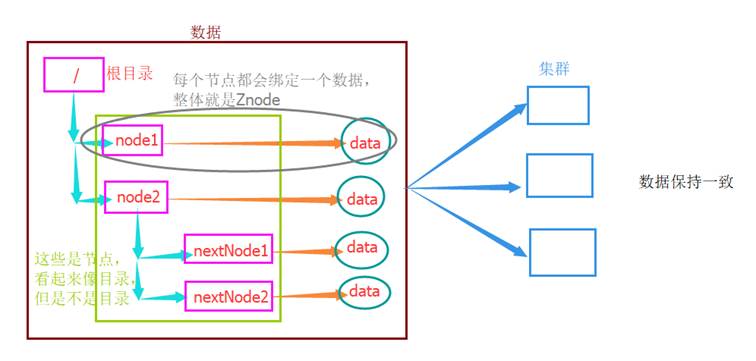 数据
/
根目录
每个节点都会绑定一个数据，
整体就是Znode
node1
data
node2
data
nextNode1
data
nextNode2
data
这些是节点，
看起来像目录，
但是不是目录
集群
数据保持一致